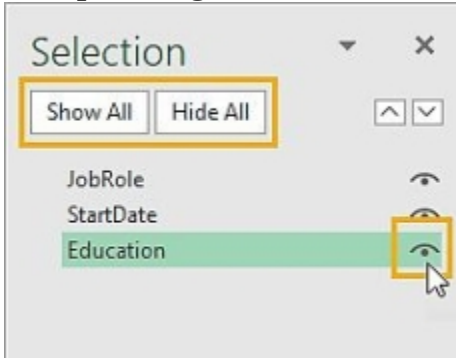 Selection
Show All Hide All
JobRole
StartDate
Education